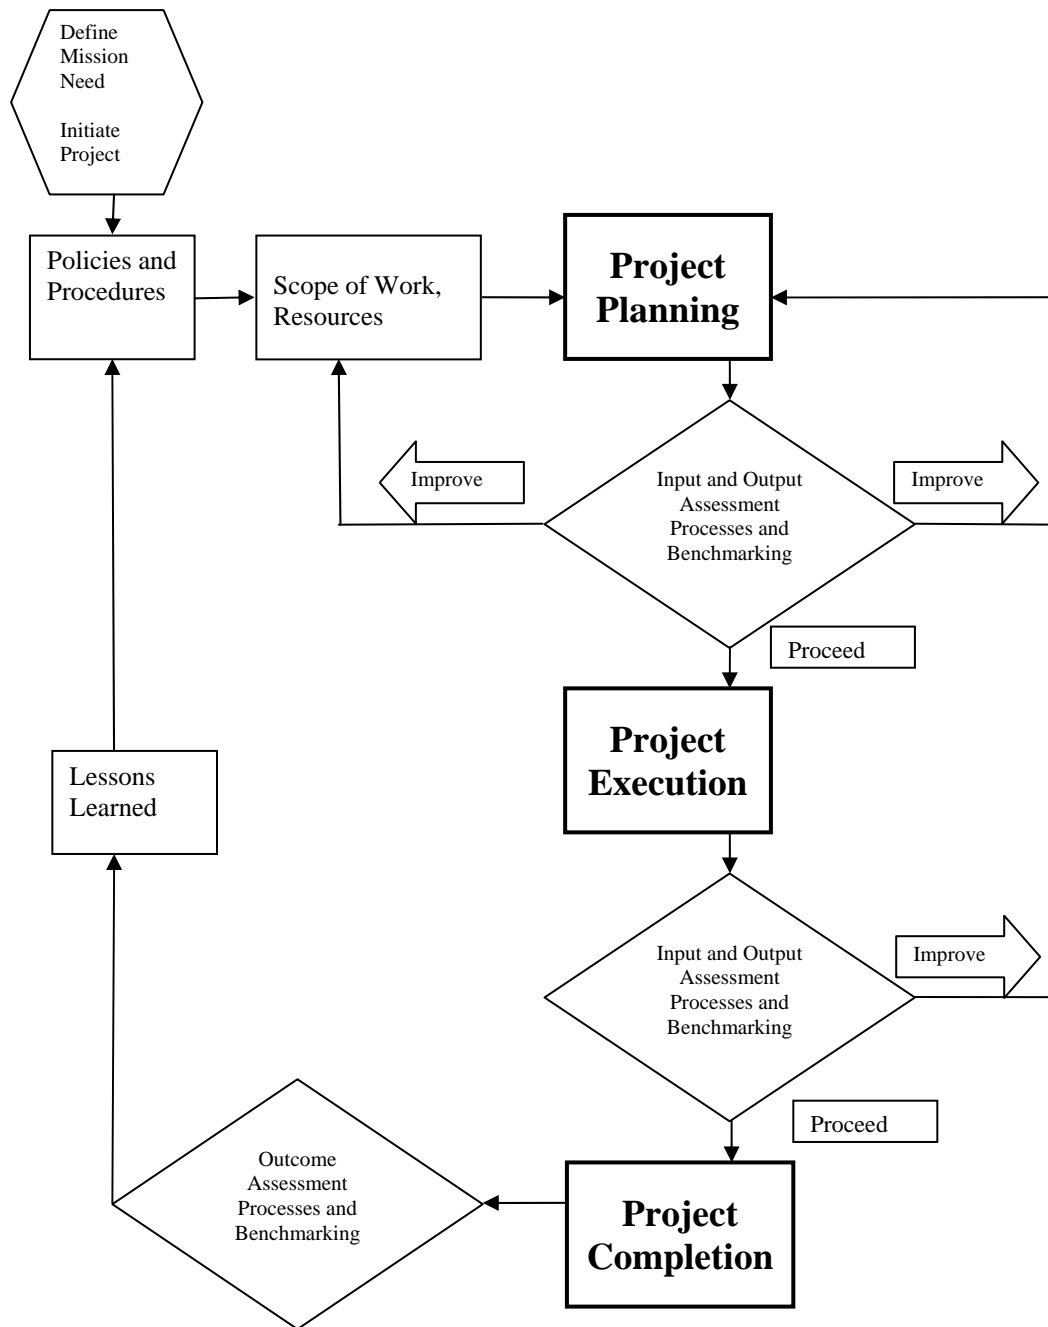 Define
Mission
Need
Initiate
Project
Policies and
Procedures
Scope of Work,
Resources
Project
Planning
Improve
Input and Output
Assessment
Processes and
Benchmarking
Improve
Proceed
Project
Execution
Lessons
Learned
Input and Output
Assessment
Processes and
Benchmarking
Improve
Proceed
Outcome
Assessment
Processes and
Benchmarking
Project
Completion